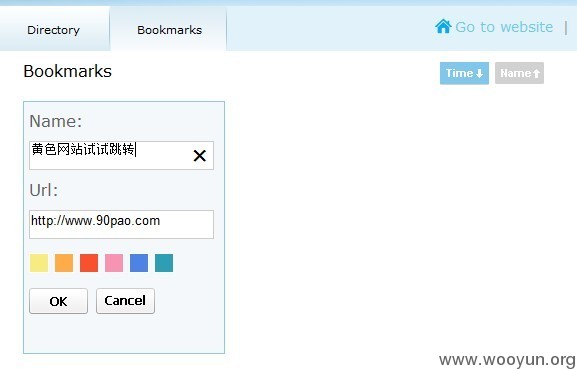 Directory
Bookmarks
Go to website |
Bookmarks
Time⬇
Name⬆
Name:
黄色网站试试跳转
Url:
http://www.90pao.com
OK
Cancel
www.wooyun.org